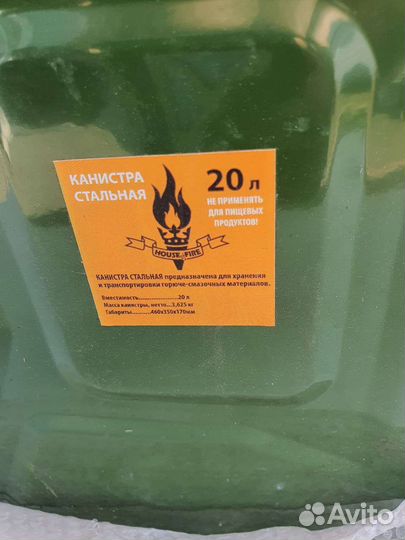 КАНИСТРА
СТАЛЬНАЯ
20 л
НЕ ПРИМЕНЯТЬ
ДЛЯ ПИЩЕВЫХ
ПРОДУКТОВ!
HOUSE FIRE
КАНИСТРА СТАЛЬНАЯ предназначена для хранения
и транспортировки горюче-смазочных материалов.
Вместимость......................20 л
Масса канистры, нетто...3,625 кг
Габариты...........460х350х170мм
Avito